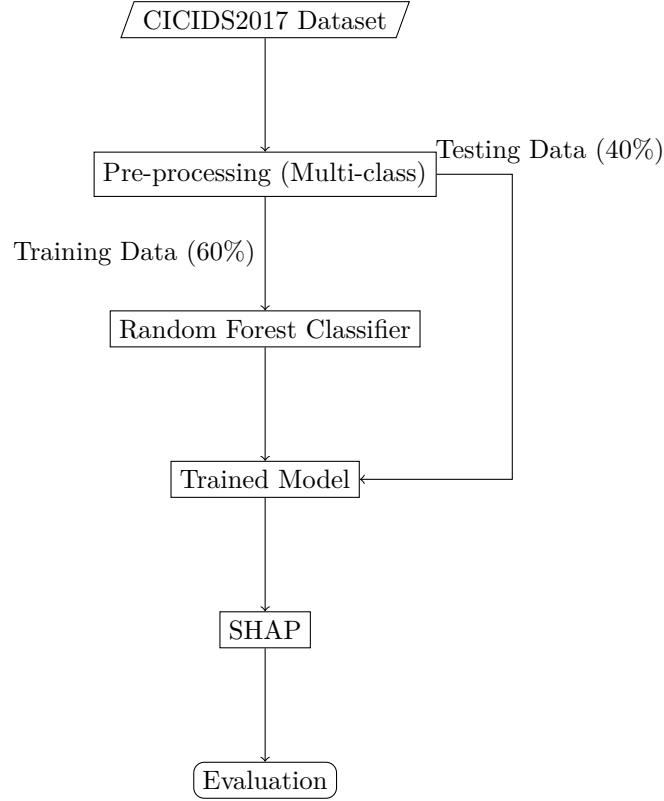 CICIDS2017 Dataset
Testing Data (40%)
Pre-processing (Multi-class)
Training Data (60%)
Random Forest Classifier
Trained Model
SHAP
Evaluation